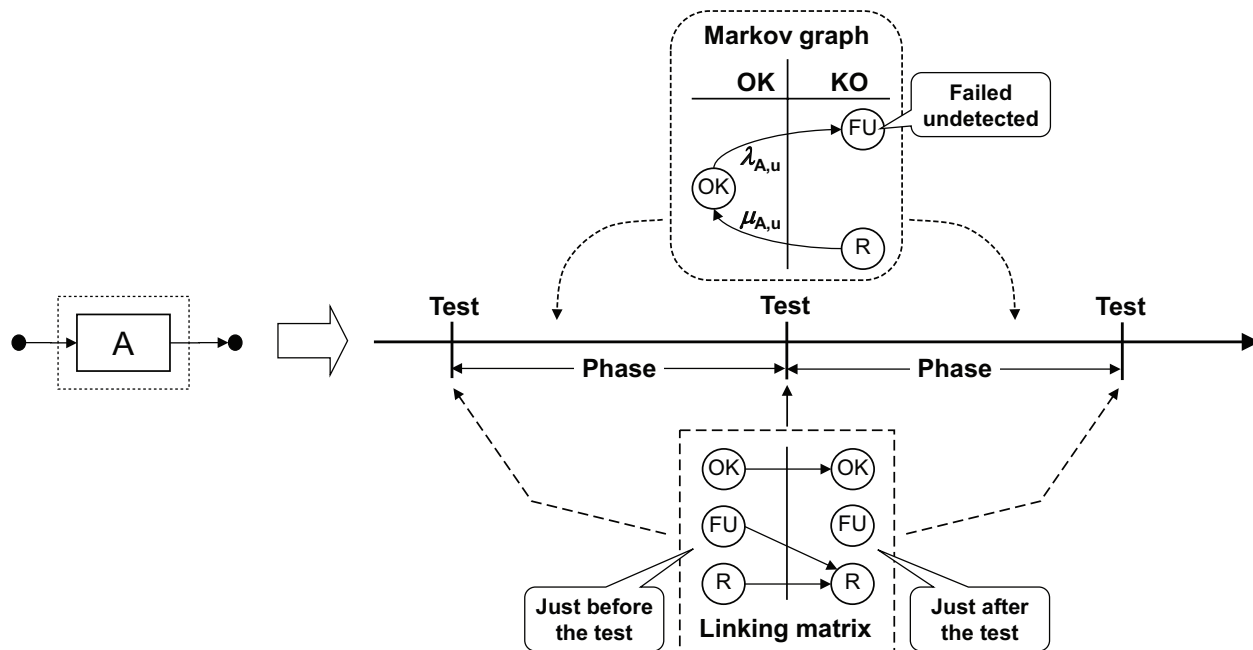 Markov graph
OK KO
Failed
undetected
FU
λA,u
OK
μA,u
R
Test Test Test
A
Phase Phase
OK OK
FU FU
R R
Just before
the test
Just after
the test
Linking matrix